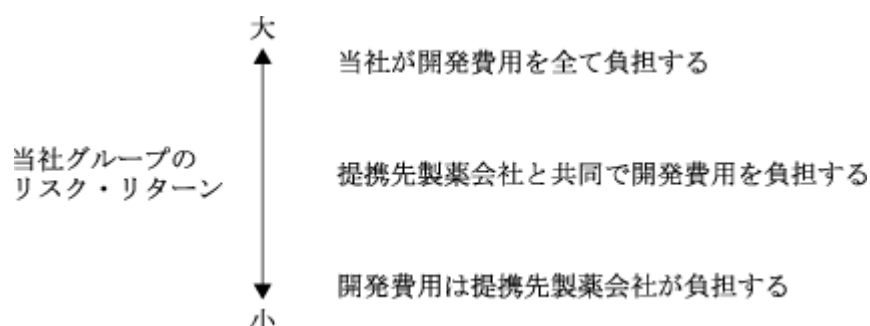 大
当社が開発費用を全て負担する
当社グループの
リスク・リターン
提携先製薬会社と共同で開発費用を負担する
開発費用は提携先製薬会社が負担する
小